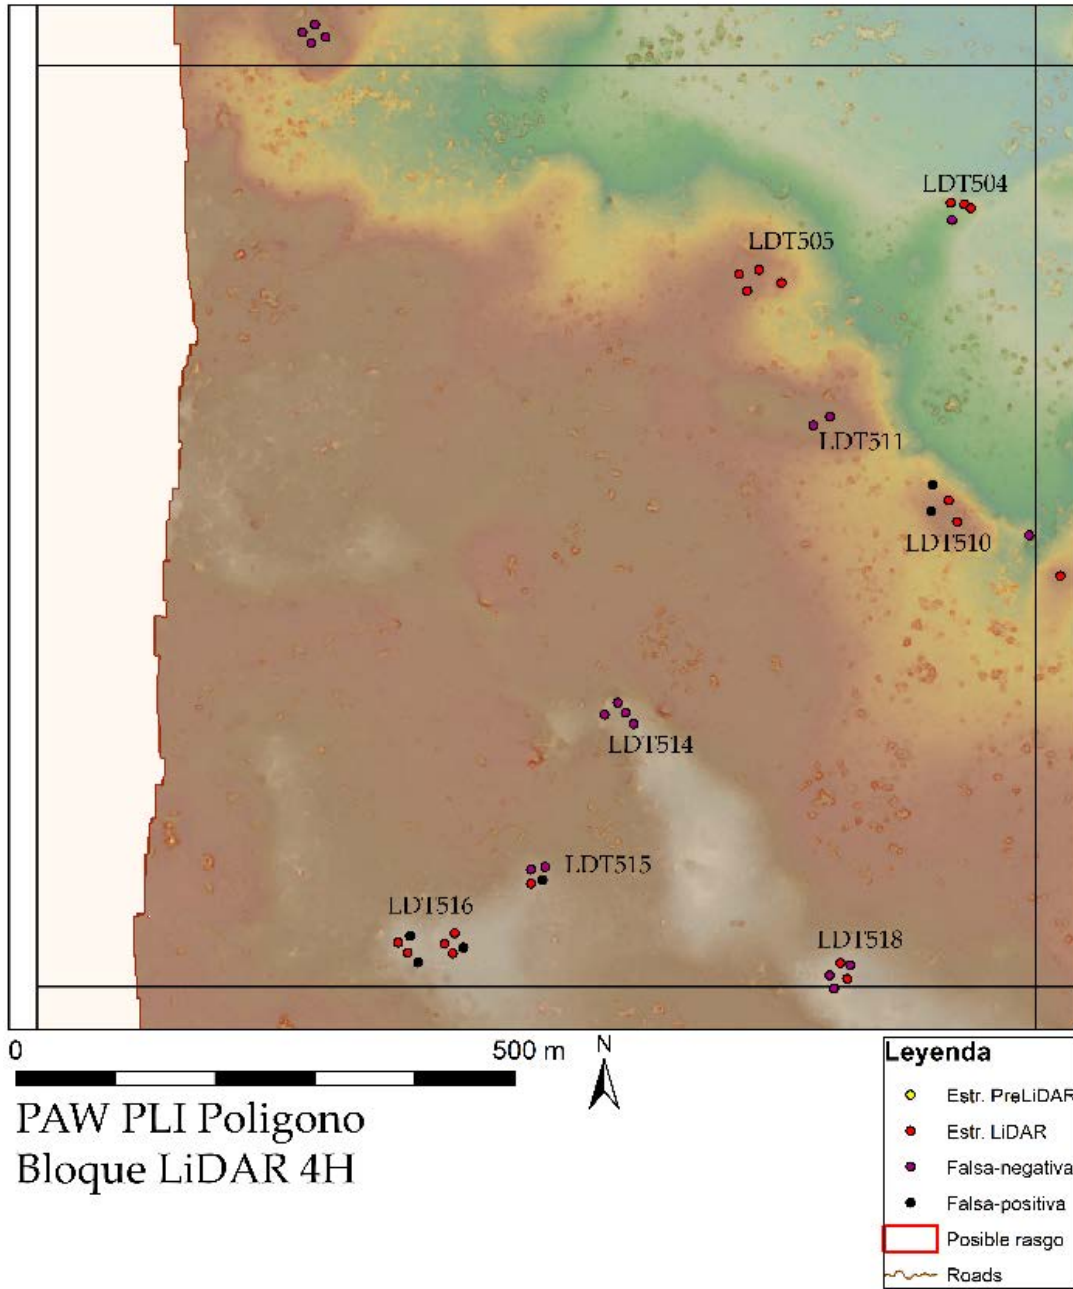 LDT504
LDT505
LDT511
LDT510
LDT514
LDT515
LDT516
LDT518
0 500 m N
PAW PLI Poligono
Bloque LiDAR 4H
Leyenda
Estr. PreLiDAR
Estr. LiDAR
Falsa-negativa
Falsa-positiva
Posible rasgo
Roads